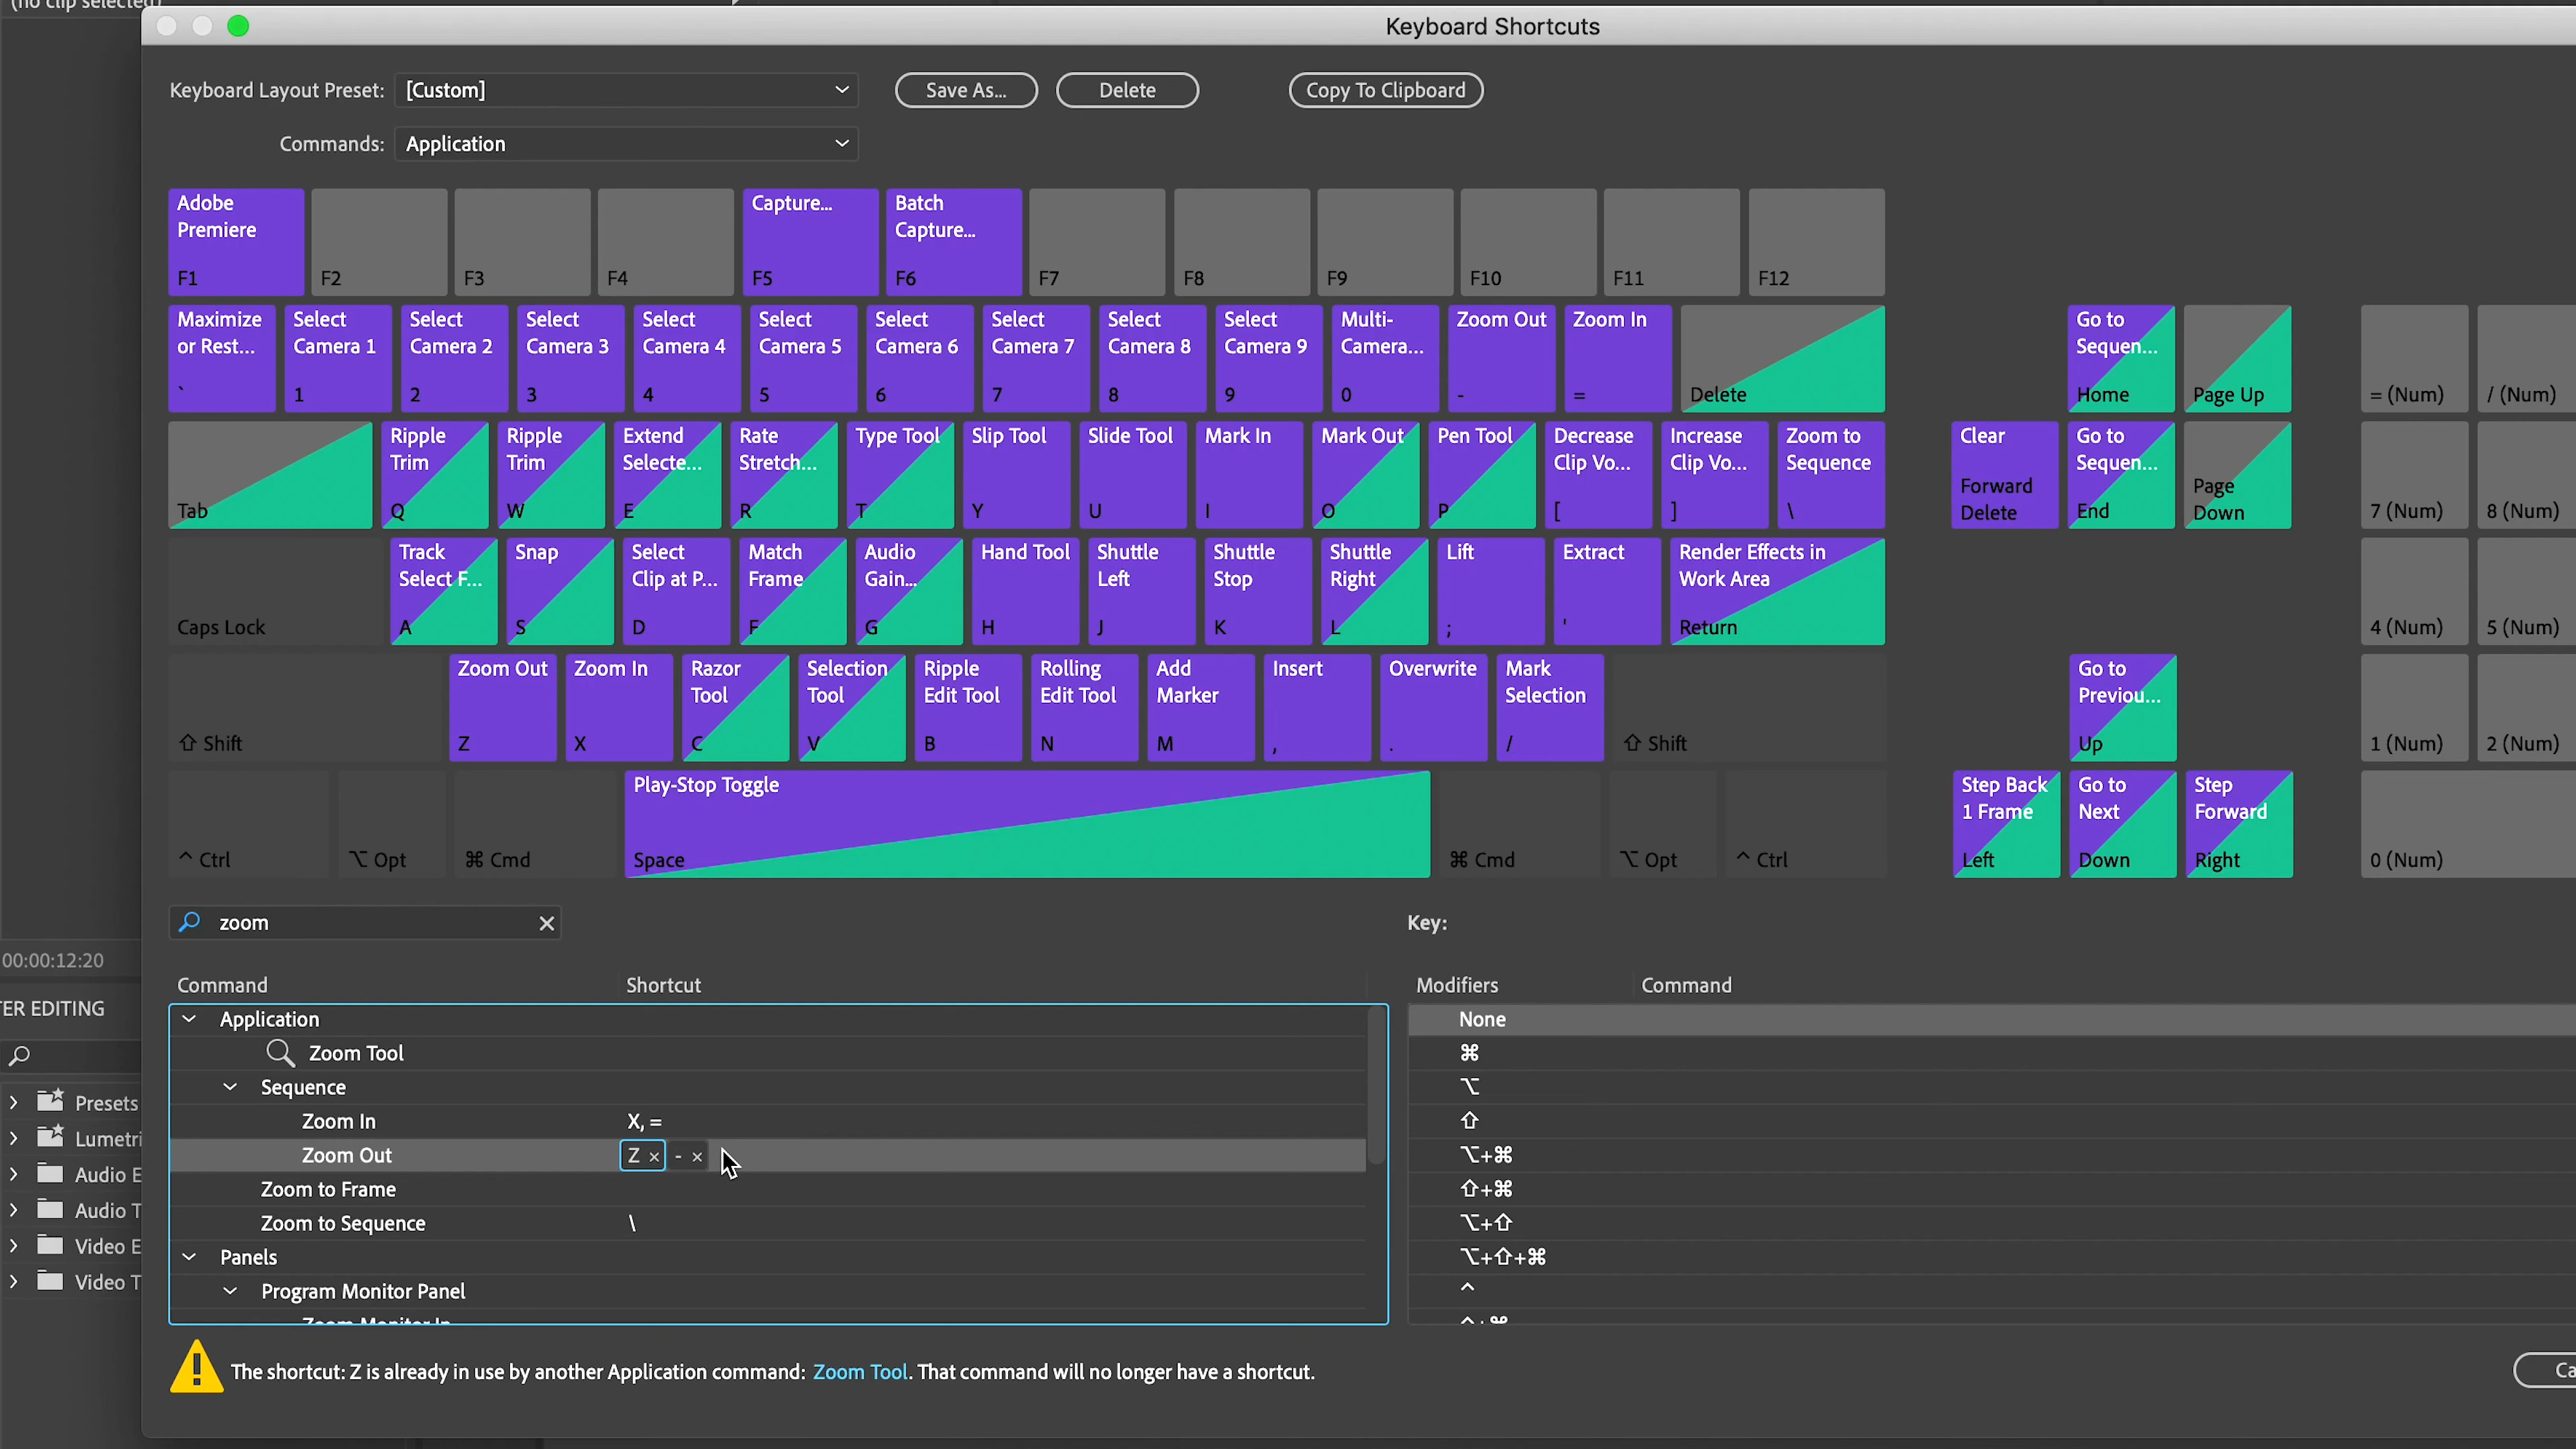 (no clip selected)
Keyboard Shortcuts
Keyboard Layout Preset: [Custom] Save As... Delete Copy To Clipboard
Commands: Application
Adobe Premiere F1
F2
F3
F4
Capture... F5
Batch Capture... F6
F7
F8
F9
F10
F11
F12
Maximize or Rest... `
Select Camera 1 1
Select Camera 2 2
Select Camera 3 3
Select Camera 4 4
Select Camera 5 5
Select Camera 6 6
Select Camera 7 7
Select Camera 8 8
Select Camera 9 9
Multi-Camera... 0
Zoom Out -
Zoom In =
Delete
Go to Sequen... Home
Page Up
= (Num)
/ (Num)
Tab
Ripple Trim Q
Ripple Trim W
Extend Selecte... E
Rate Stretch... R
Type Tool T
Slip Tool Y
Slide Tool U
Mark In I
Mark Out O
Pen Tool P
Decrease Clip Vo... [
Increase Clip Vo... ]
Zoom to Sequence \
Clear Forward Delete
Go to Sequen... End
Page Down
7 (Num)
8 (Num)
Caps Lock
Track Select F... A
Snap S
Select Clip at P... D
Match Frame F
Audio Gain... G
Hand Tool H
Shuttle Left J
Shuttle Stop K
Shuttle Right L
Lift ;
Extract '
Render Effects in Work Area Return
4 (Num)
5 (Num)
⇧ Shift
Zoom Out Z
Zoom In X
Razor Tool C
Selection Tool V
Ripple Edit Tool B
Rolling Edit Tool N
Add Marker M
Insert ,
Overwrite .
Mark Selection /
⇧ Shift
Go to Previou... Up
1 (Num)
2 (Num)
^ Ctrl
⌥ Opt
⌘ Cmd
Play-Stop Toggle Space
⌘ Cmd
⌥ Opt
^ Ctrl
Step Back 1 Frame Left
Go to Next Down
Step Forward Right
0 (Num)
zoom
Key:
00:00:12:20
TER EDITING
Presets
Lumetri
Audio E
Audio T
Video E
Video T
Command Shortcut
Application
Zoom Tool
Sequence
Zoom In X, =
Zoom Out Z × - ×
Zoom to Frame
Zoom to Sequence \
Panels
Program Monitor Panel
Zoom Monitor In
Modifiers Command
None
⌘
⌥
⇧
⌥+⌘
⇧+⌘
⌥+⇧
⌥+⇧+⌘
^
^+⌘
The shortcut: Z is already in use by another Application command: Zoom Tool. That command will no longer have a shortcut.
Ca